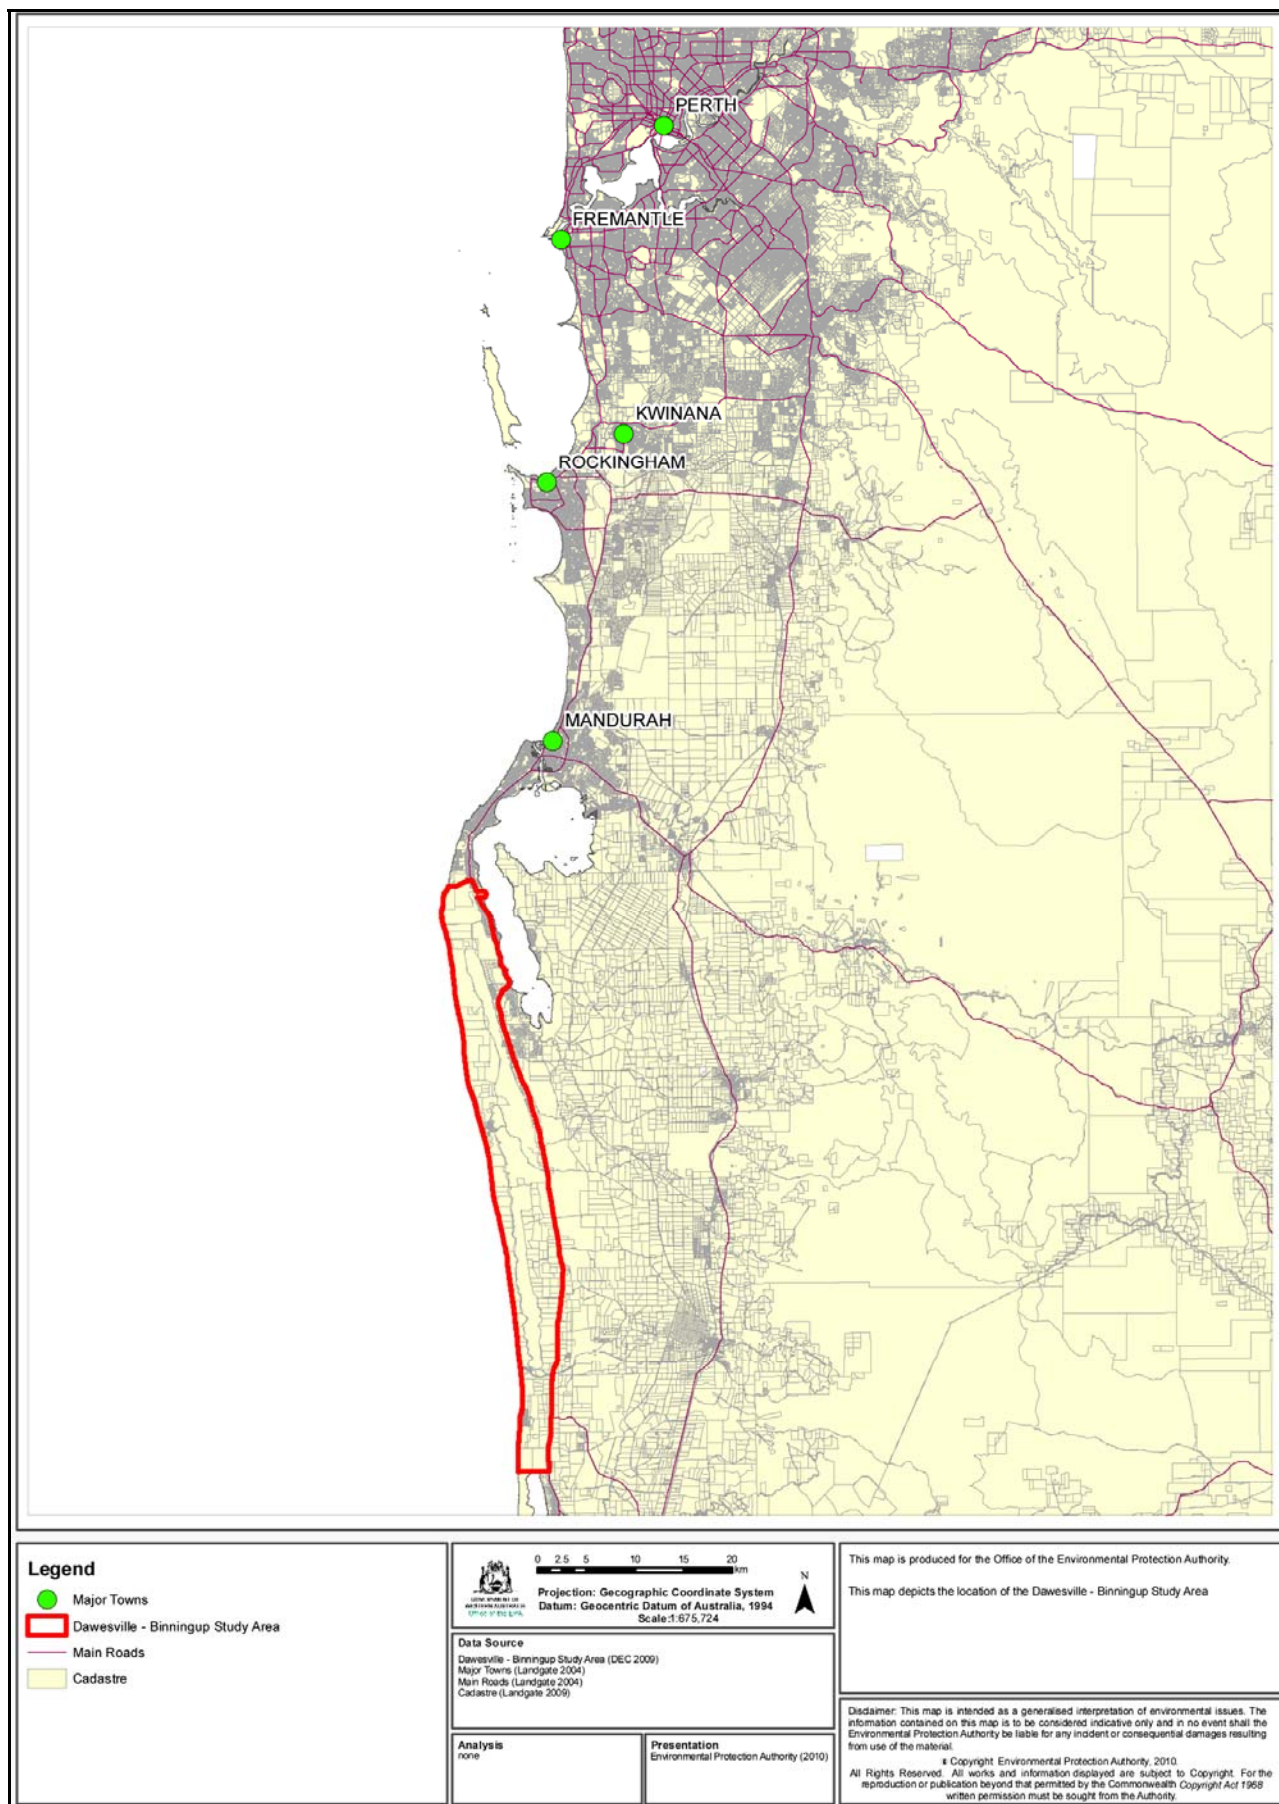 PERTH
FREMANTLE
KWINANA
ROCKINGHAM
MANDURAH
Legend
Major Towns
Dawesville - Binningup Study Area
Main Roads
Cadastre
GOVERNMENT OF
WESTERN AUSTRALIA
Office of the EPA
0 2.5 5 10 15 20
km
Projection: Geographic Coordinate System
Datum: Geocentric Datum of Australia, 1994
Scale:1:675,724
N
Data Source
Dawesville - Binningup Study Area (DEC 2009)
Major Towns (Landgate 2004)
Main Roads (Landgate 2004)
Cadastre (Landgate 2009)
Analysis
none
Presentation
Environmental Protection Authority (2010)
This map is produced for the Office of the Environmental Protection Authority.
This map depicts the location of the Dawesville - Binningup Study Area
Disclaimer: This map is intended as a generalised interpretation of environmental issues. The
information contained on this map is to be considered indicative only and in no event shall the
Environmental Protection Authority be liable for any incident or consequential damages resulting
from use of the material.
© Copyright Environmental Protection Authority, 2010.
All Rights Reserved. All works and information displayed are subject to Copyright. For the
reproduction or publication beyond that permitted by the Commonwealth Copyright Act 1968
written permission must be sought from the Authority.